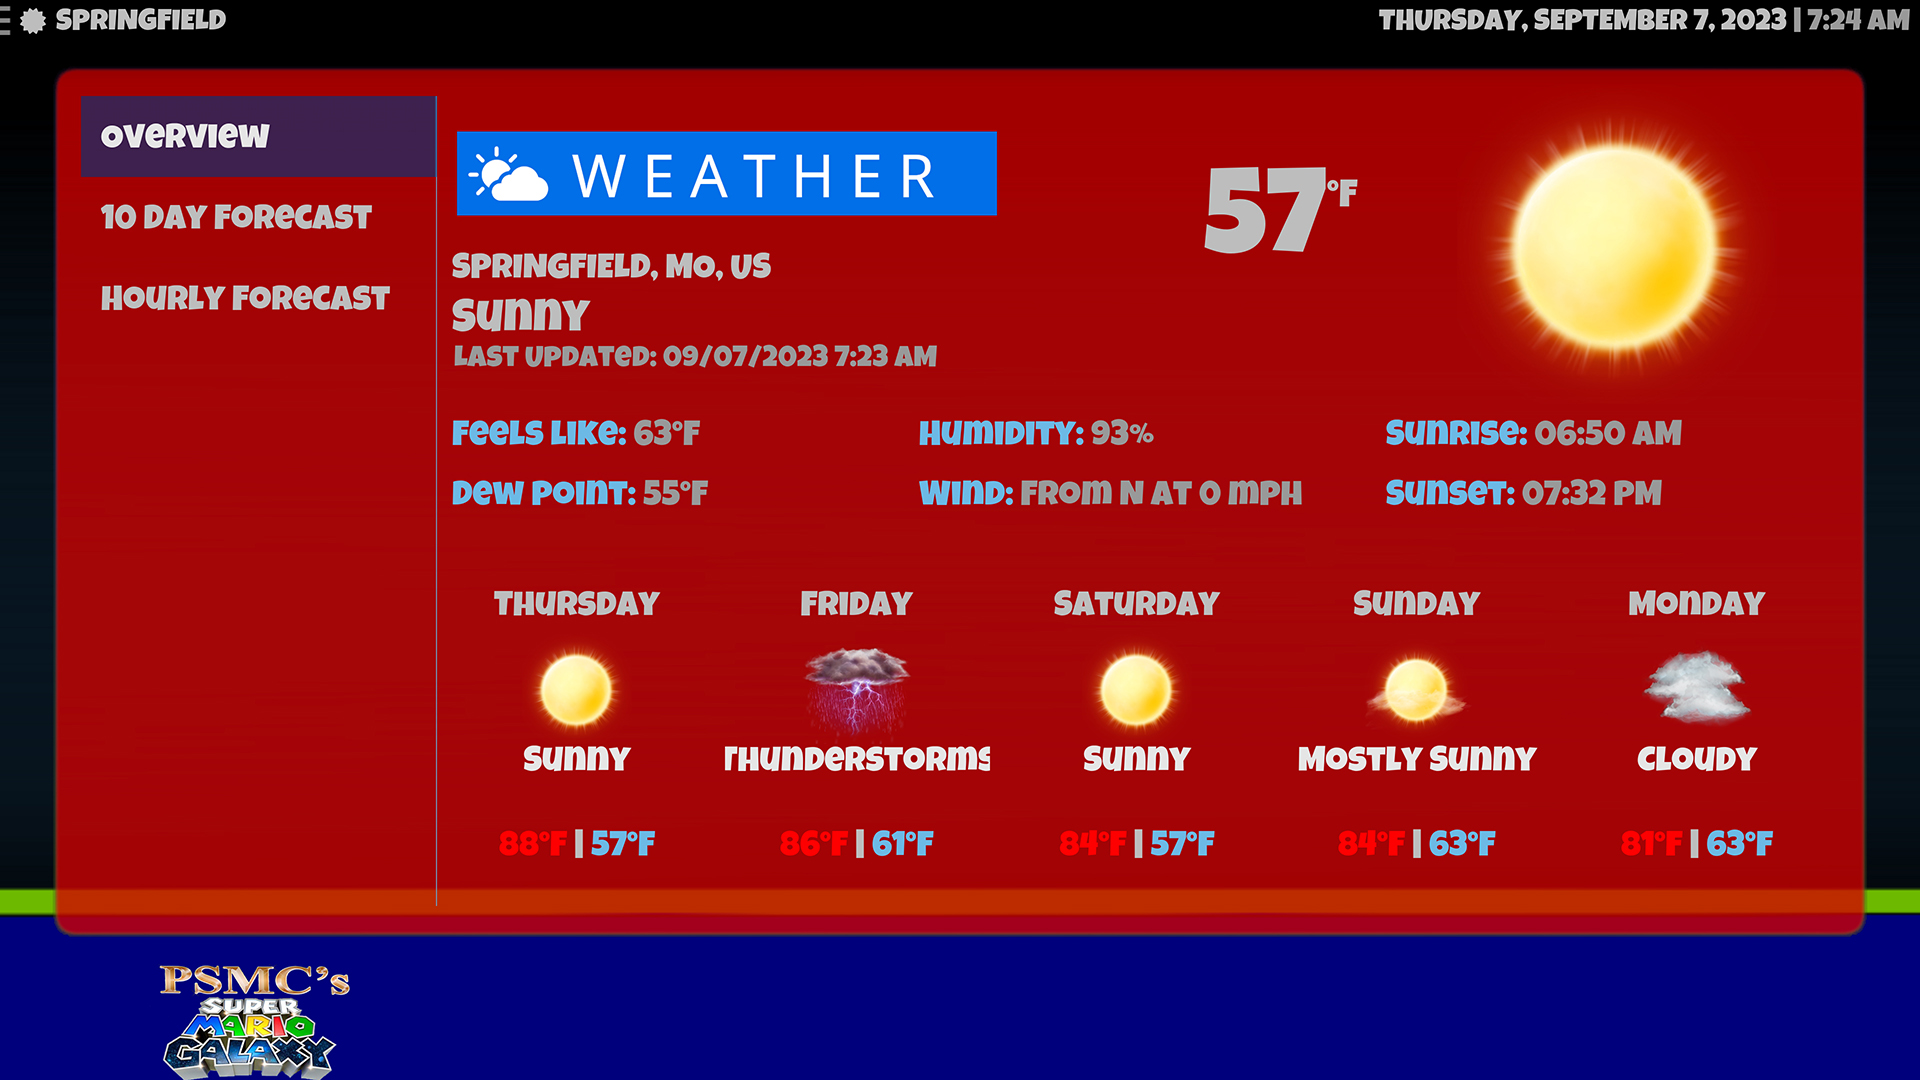 SPRINGFIELD
THURSDAY, SEPTEMBER 7, 2023 | 7:24 AM
OVERVIEW
10 DAY FORECAST
HOURLY FORECAST
WEATHER
57°F
SPRINGFIELD, MO, US
SUNNY
LAST UPDATED: 09/07/2023 7:23 AM
FEELS LIKE: 63°F
HUMIDITY: 93%
SUNRISE: 06:50 AM
DEW POINT: 55°F
WIND: FROM N AT 0 MPH
SUNSET: 07:32 PM
THURSDAY
FRIDAY
SATURDAY
SUNDAY
MONDAY
SUNNY
THUNDERSTORMS
SUNNY
MOSTLY SUNNY
CLOUDY
88°F | 57°F
86°F | 61°F
84°F | 57°F
84°F | 63°F
81°F | 63°F
PSMC's
SUPER
MARIO
GALAXY